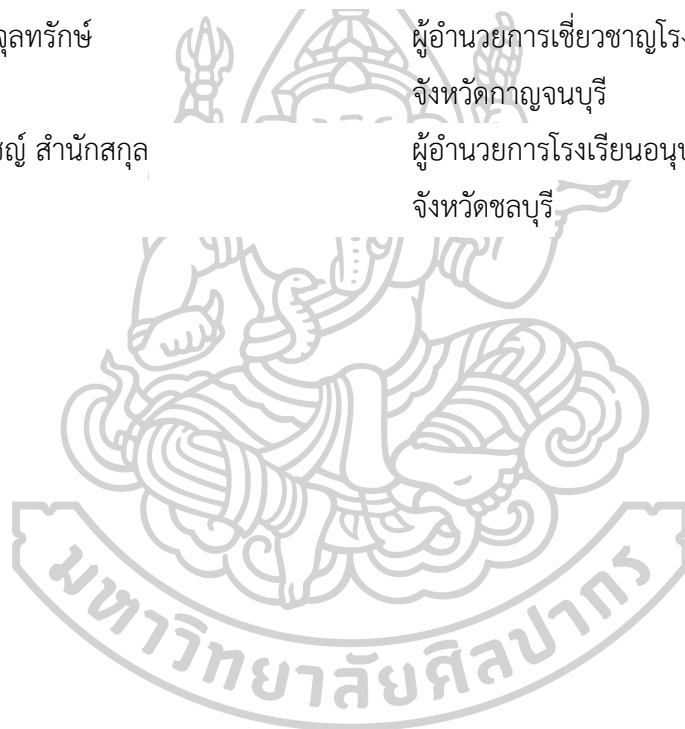 จุลทรักษ์ ผู้อำนวยการเชี่ยวชาญโรง
จังหวัดกาญจนบุรี
สำนักสกุล ผู้อำนวยการโรงเรียนอนุบ
จังหวัดชลบุรี
มหาวิทยาลัยศิลปากร